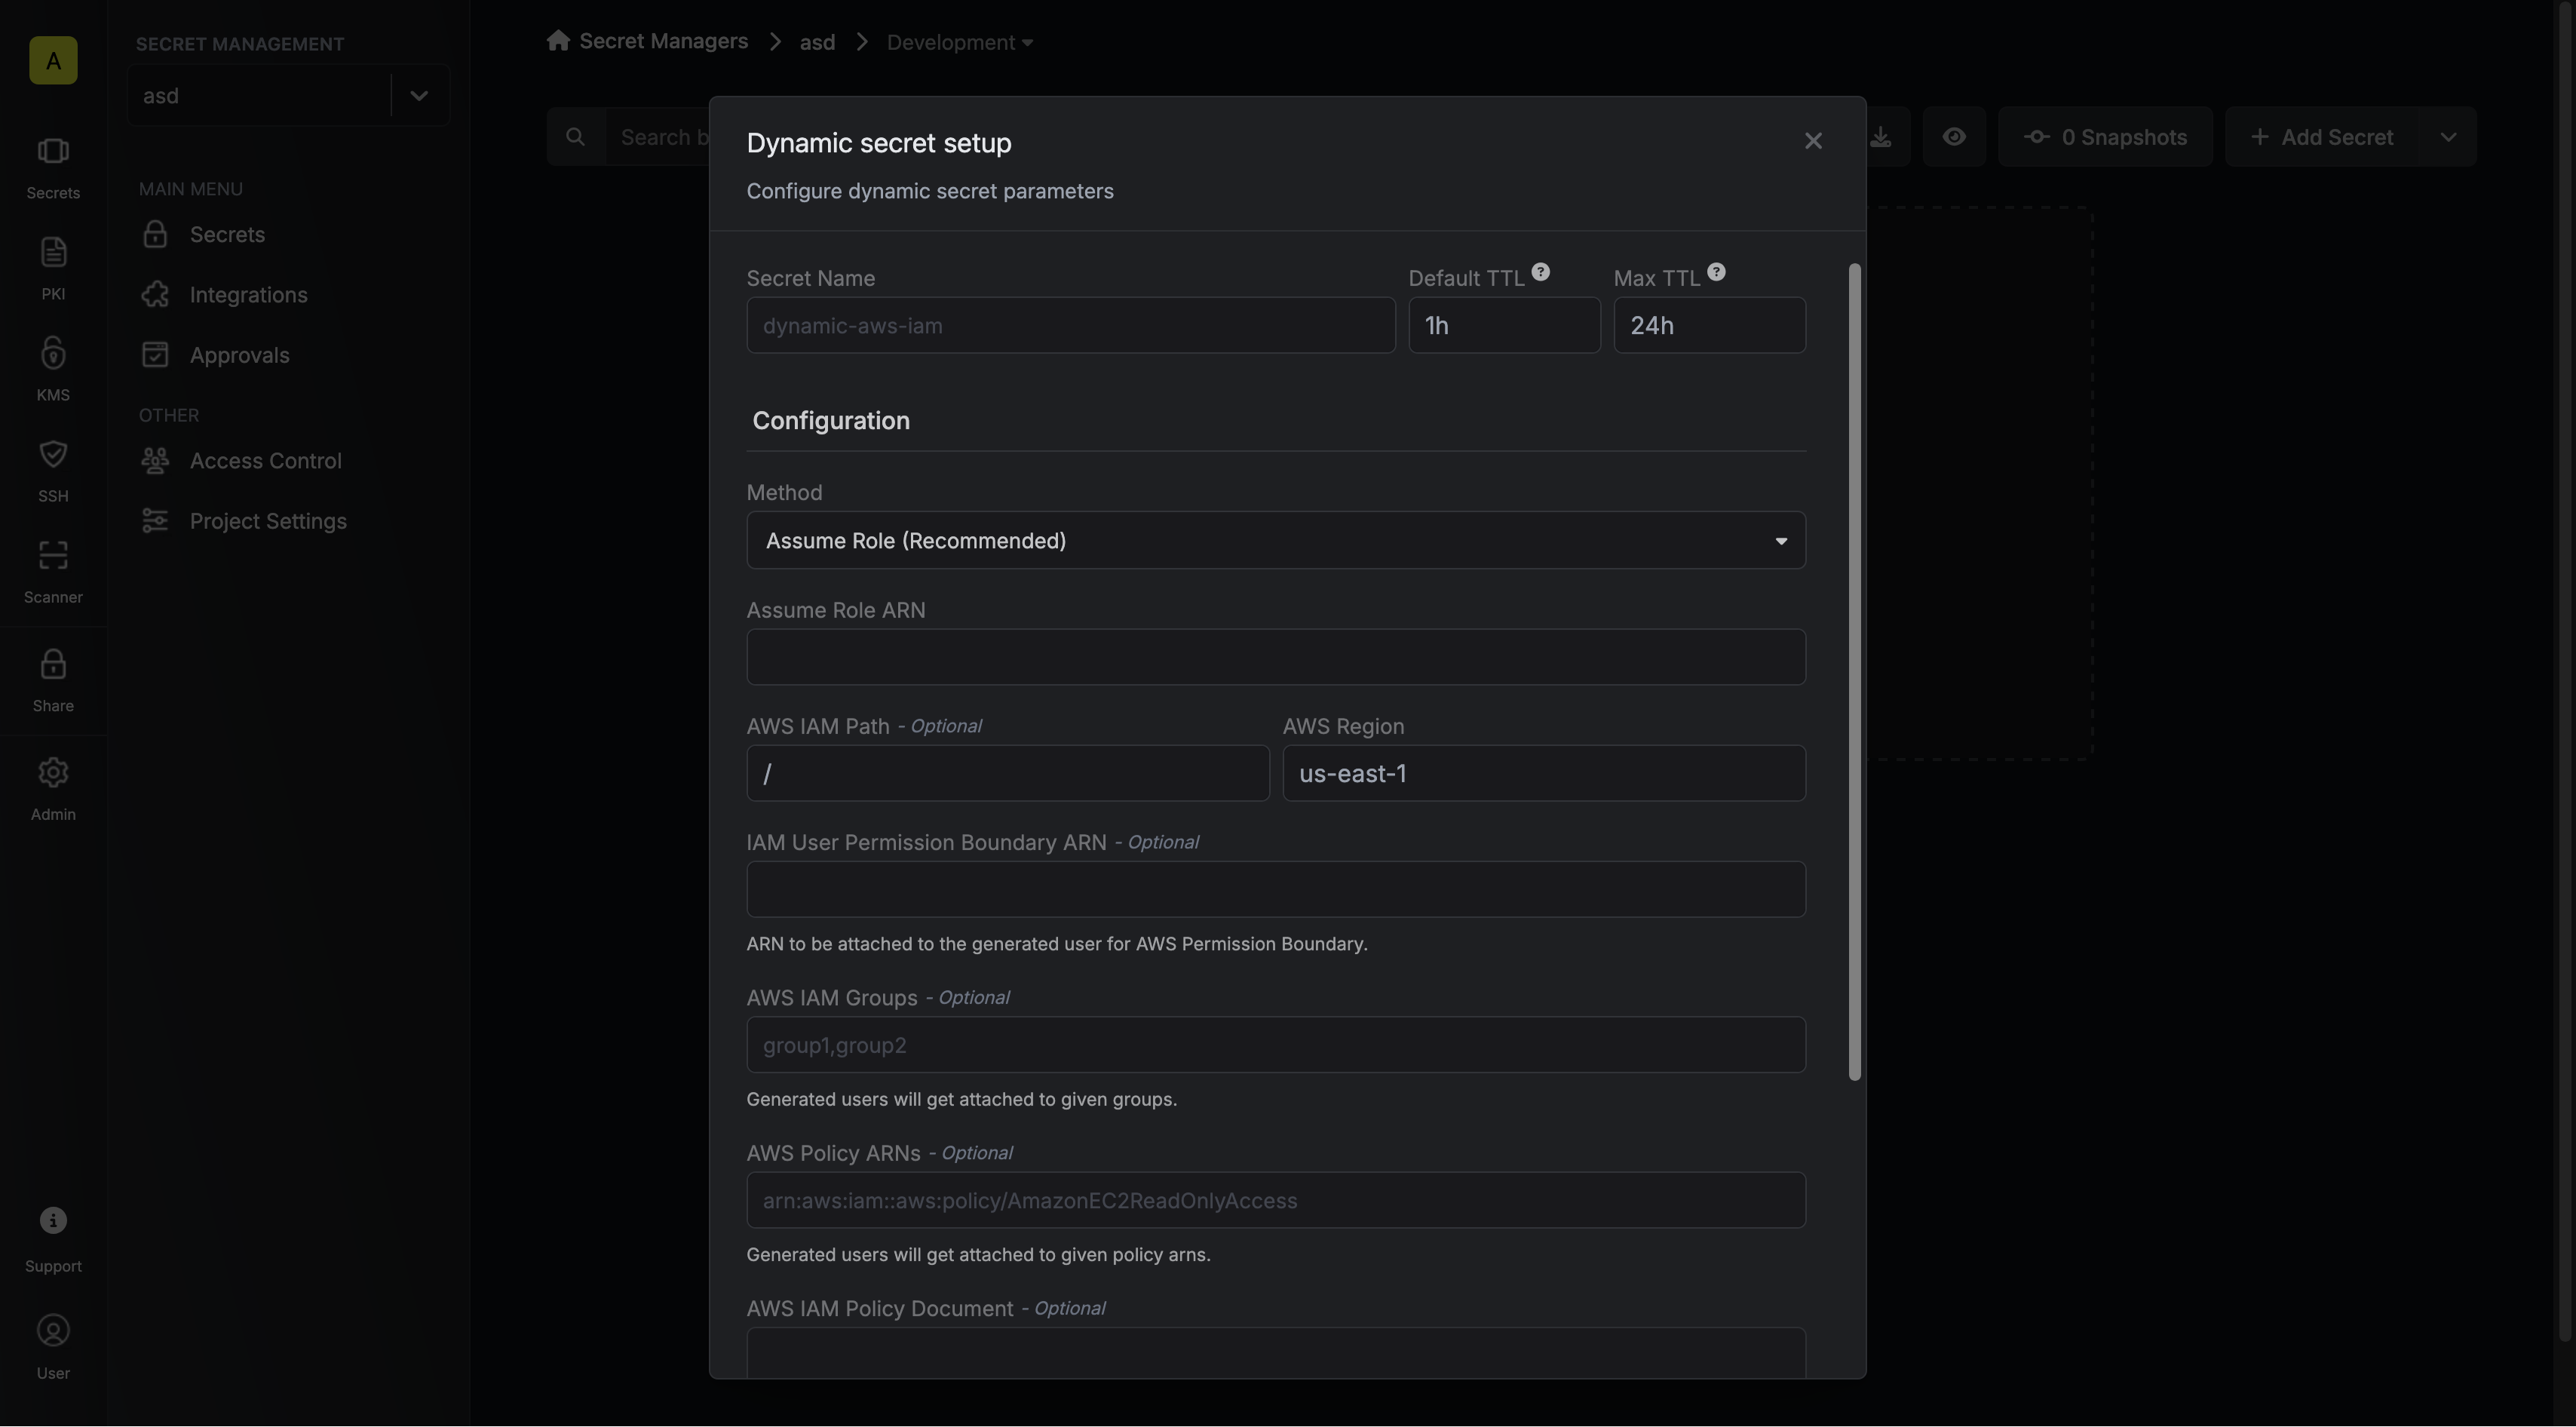 A
Secrets
PKI
KMS
SSH
Scanner
Share
Admin
Support
User
SECRET MANAGEMENT
asd
MAIN MENU
Secrets
Integrations
Approvals
OTHER
Access Control
Project Settings
Secret Managers asd Development
Search b
0 Snapshots
Add Secret
Dynamic secret setup
Configure dynamic secret parameters
Secret Name Default TTL ? Max TTL ?
dynamic-aws-iam 1h 24h
Configuration
Method
Assume Role (Recommended)
Assume Role ARN
AWS IAM Path - Optional AWS Region
/ us-east-1
IAM User Permission Boundary ARN - Optional
ARN to be attached to the generated user for AWS Permission Boundary.
AWS IAM Groups - Optional
group1,group2
Generated users will get attached to given groups.
AWS Policy ARNs - Optional
arn:aws:iam::aws:policy/AmazonEC2ReadOnlyAccess
Generated users will get attached to given policy arns.
AWS IAM Policy Document - Optional